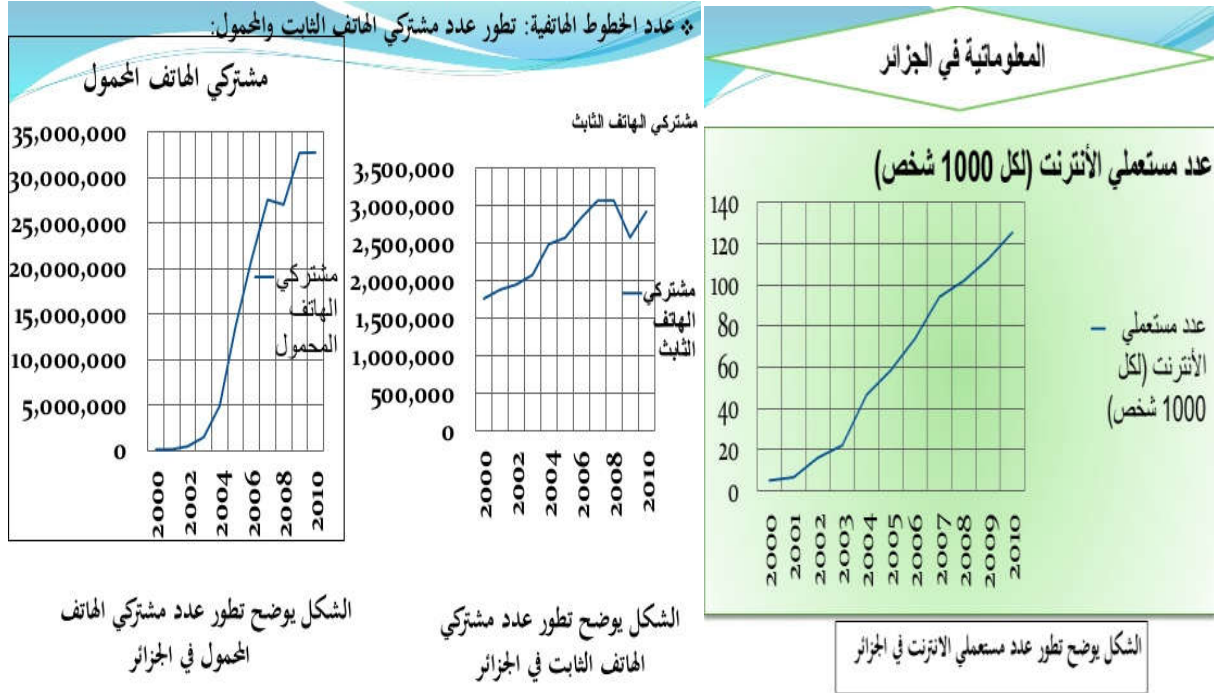 ❖ عدد الخطوط الهاتفية: تطور عدد مشتركي الهاتف الثابت والمحمول:
مشتركي الهاتف المحمول
35,000,000
30,000,000
25,000,000
20,000,000
15,000,000
10,000,000
5,000,000
0
2000
2002
2004
2006
2008
2010
مشتركي
الهاتف
المحمول
الشكل يوضح تطور عدد مشتركي الهاتف
المحمول في الجزائر
مشتركي الهاتف الثابث
3,500,000
3,000,000
2,500,000
2,000,000
1,500,000
1,000,000
500,000
0
2000
2002
2004
2006
2008
2010
مشتركي
الهاتف
الثابث
الشكل يوضح تطور عدد مشتركي
الهاتف الثابت في الجزائر
المعلوماتية في الجزائر
عدد مستعملي الأنترنت (لكل 1000 شخص)
140
120
100
80
60
40
20
0
2000
2001
2002
2003
2004
2005
2006
2007
2008
2009
2010
عدد مستعملي
الأنترنت (لكل
1000 شخص)
الشكل يوضح تطور عدد مستعملي الانترنت في الجزائر